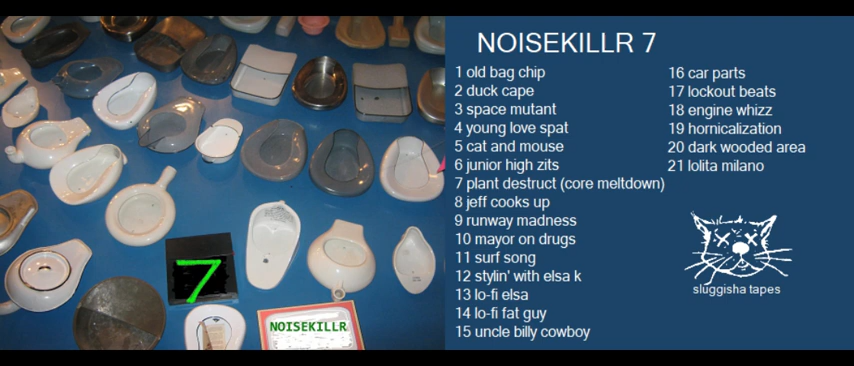 7
NOISEKILLR
NOISEKILLR 7
1 old bag chip
2 duck cape
3 space mutant
4 young love spat
5 cat and mouse
6 junior high zits
7 plant destruct (core meltdown)
8 jeff cooks up
9 runway madness
10 mayor on drugs
11 surf song
12 stylin' with elsa k
13 lo-fi elsa
14 lo-fi fat guy
15 uncle billy cowboy
16 car parts
17 lockout beats
18 engine whizz
19 hornicalization
20 dark wooded area
21 lolita milano
sluggisha tapes